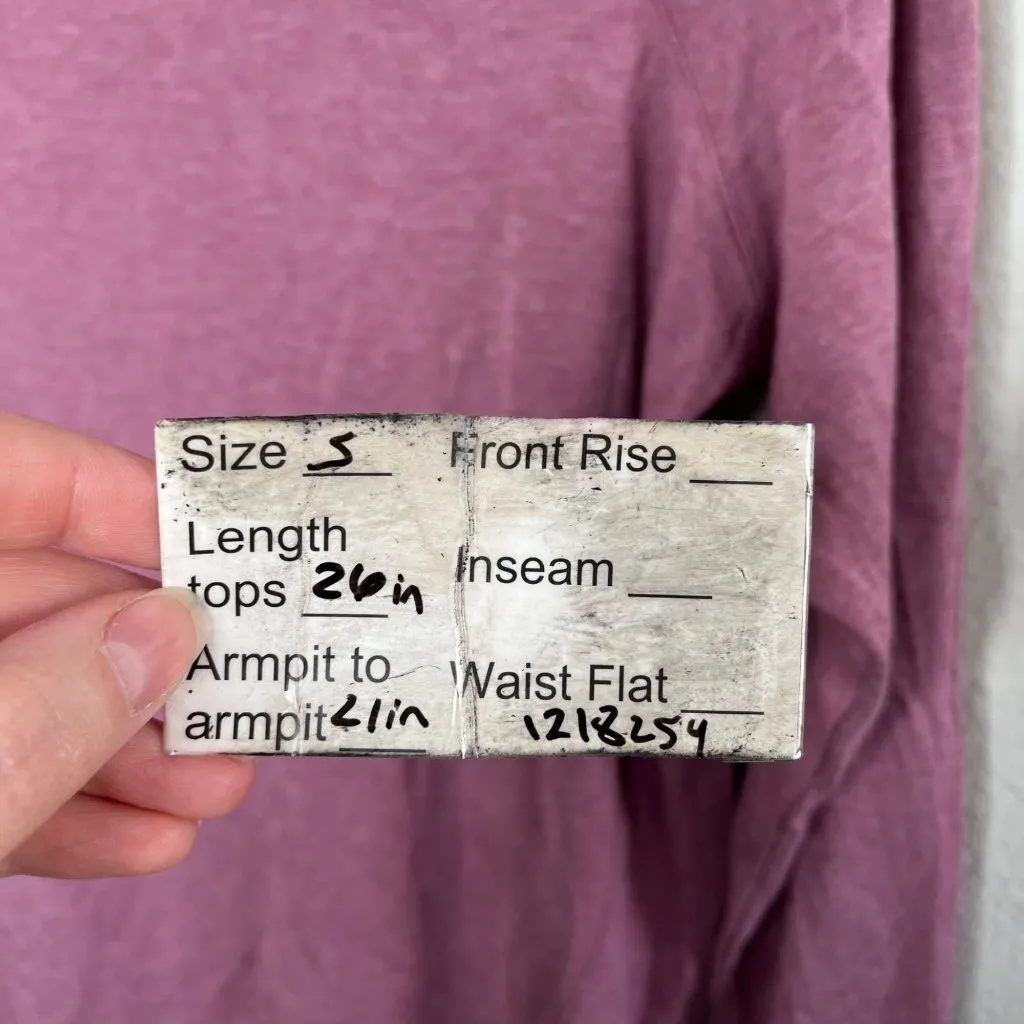 Size S
Length
tops 26in
Armpit to
armpit 21in
Front Rise
Inseam
Waist Flat
1218254